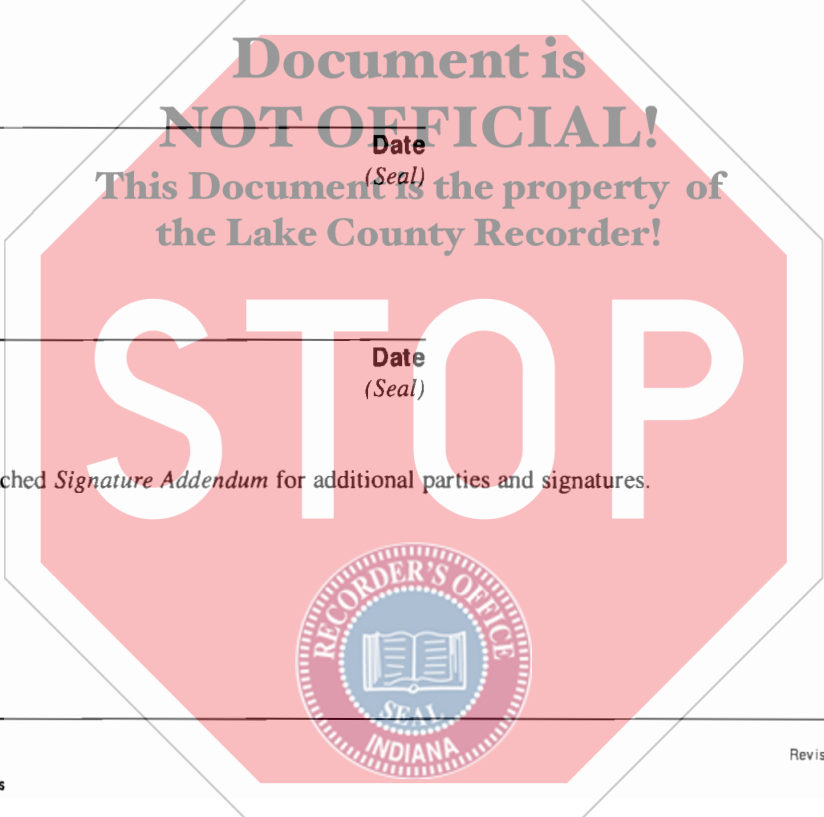 Document is
NOT OFFICIAL!
Date
(Seal)
This Document is the property of
the Lake County Recorder!
STOP
Date
(Seal)
ched Signature Addendum for additional parties and signatures.
RECORDER'S OFFICE
SEAL
INDIANA
Revis
s